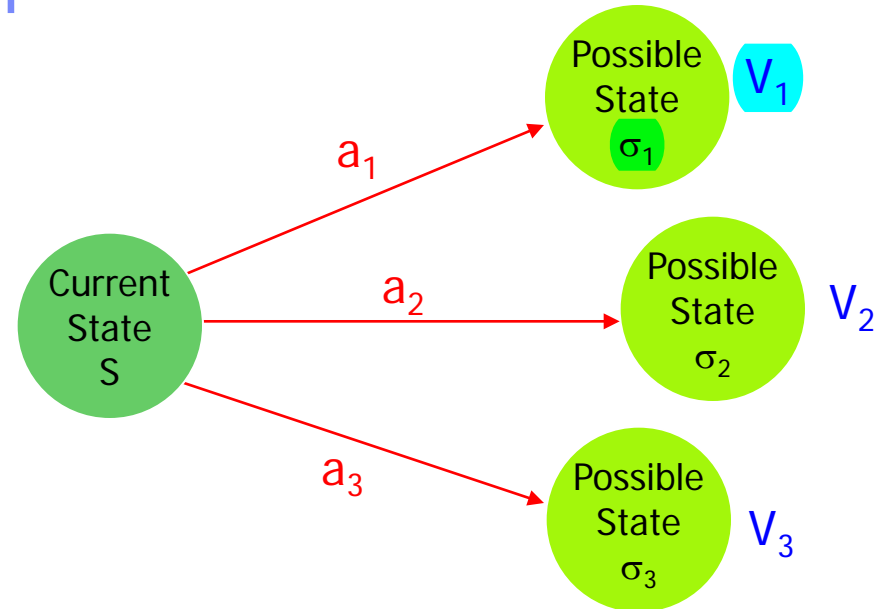 Possible
State
σ₁
V₁
a₁
Current
State
S
a₂
Possible
State
σ₂
V₂
a₃
Possible
State
σ₃
V₃